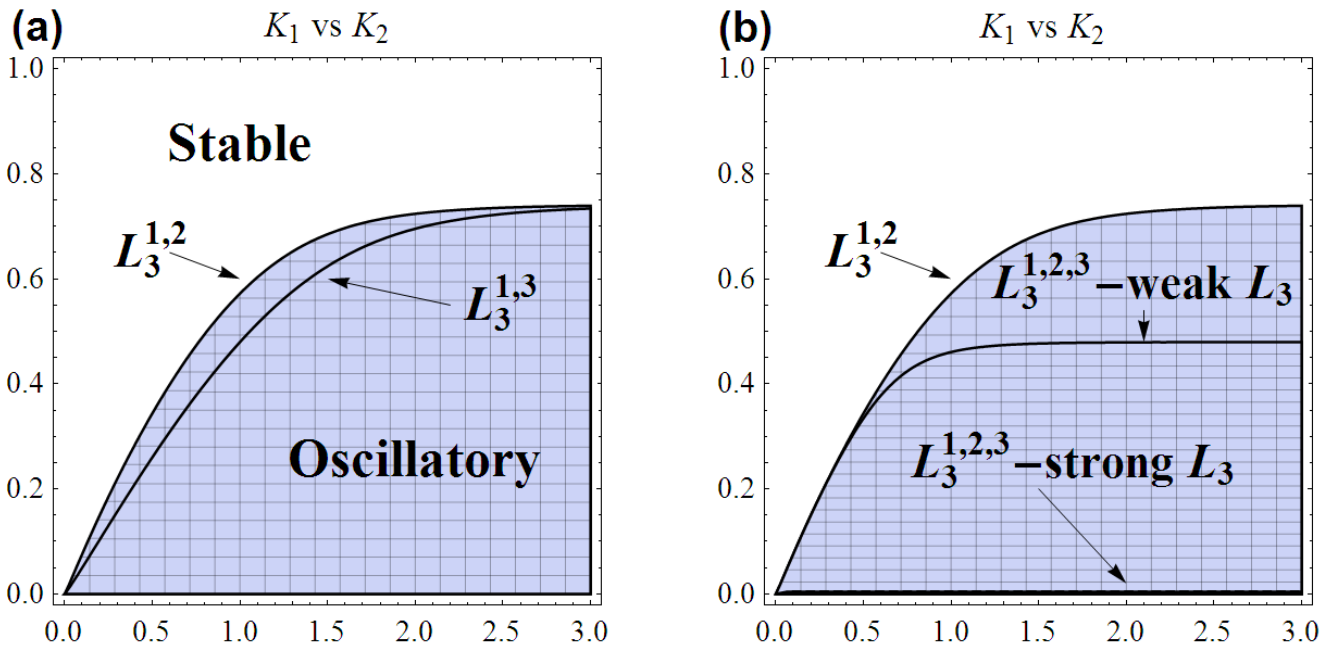 (a)
K₁ vs K₂
1.0
0.8
0.6
0.4
0.2
0.0
0.0 0.5 1.0 1.5 2.0 2.5 3.0
Stable
L₃^{1,2}
L₃^{1,3}
Oscillatory
(b)
K₁ vs K₂
1.0
0.8
0.6
0.4
0.2
0.0
0.0 0.5 1.0 1.5 2.0 2.5 3.0
L₃^{1,2}
L₃^{1,2,3} –weak L₃
L₃^{1,2,3} –strong L₃